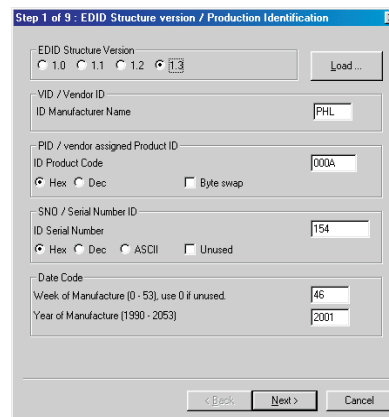 Step 1 of 9 : EDID Structure version / Production Identification
EDID Structure Version
1.0 1.1 1.2 1.3
Load ...
VID / Vendor ID
ID Manufacturer Name PHL
PID / vendor assigned Product ID
ID Product Code 000A
Hex Dec Byte swap
SNO / Serial Number ID
ID Serial Number 154
Hex Dec ASCII Unused
Date Code
Week of Manufacture (0 - 53), use 0 if unused. 46
Year of Manufacture (1990 - 2053) 2001
< Back Next > Cancel